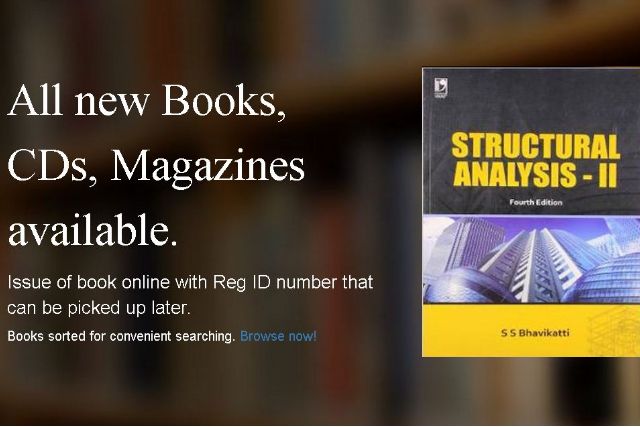 All new Books,
CDs, Magazines
available.
Issue of book online with Reg ID number that
can be picked up later.
Books sorted for convenient searching. Browse now!
STRUCTURAL
ANALYSIS - II
Fourth Edition
S S Bhavikatti